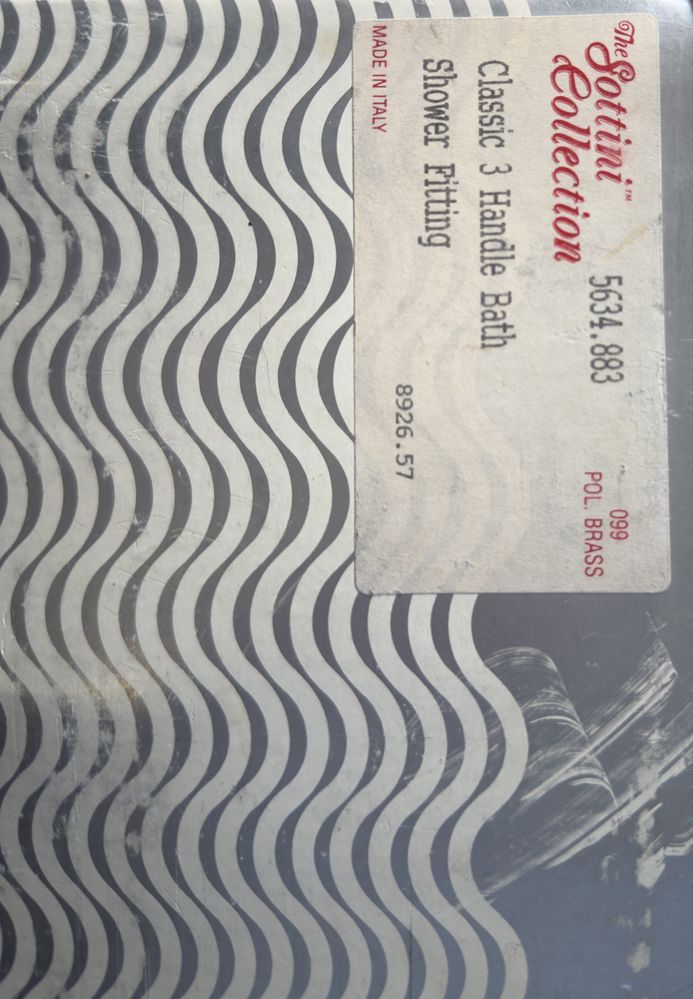 The Sottini™
Collection
5634.883
099
POL. BRASS
Classic 3 Handle Bath
Shower Fitting
8926.57
MADE IN ITALY